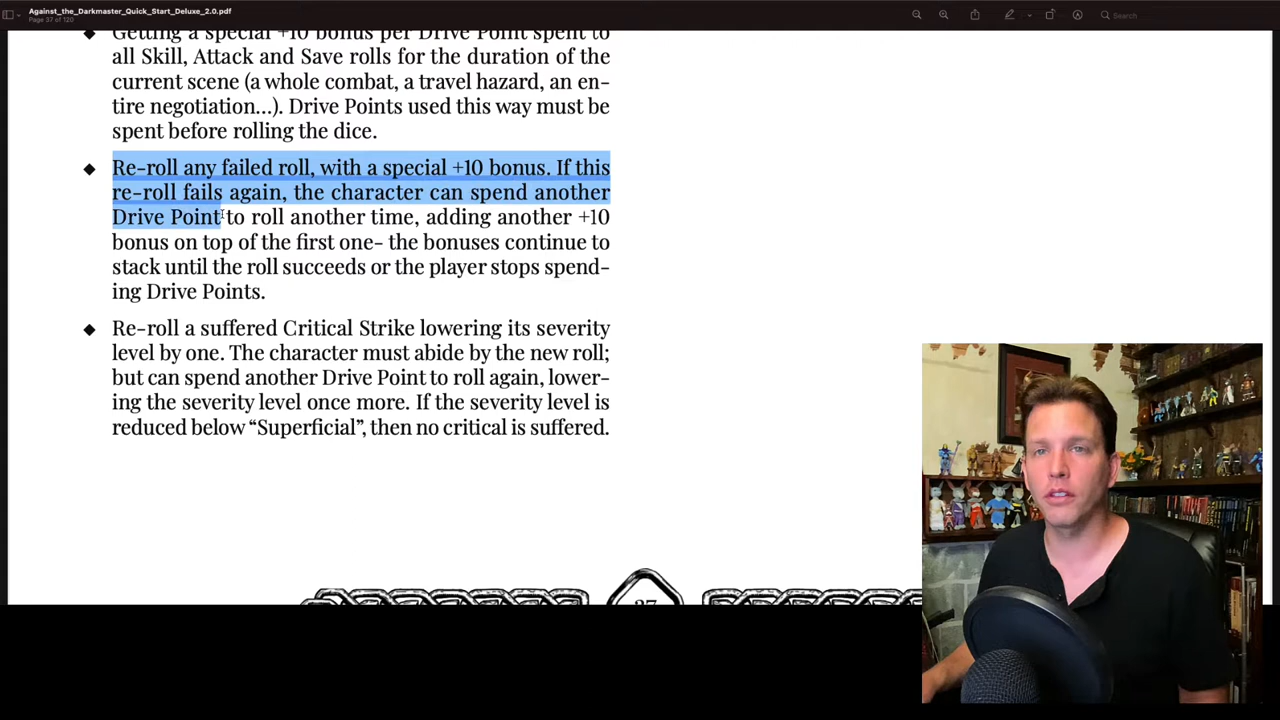 Against_the_Darkmaster_Quick_Start_Deluxe_2.0.pdf
Page 37 of 120
Search
Getting a special +10 bonus per Drive Point spent to
all Skill, Attack and Save rolls for the duration of the
current scene (a whole combat, a travel hazard, an en-
tire negotiation…). Drive Points used this way must be
spent before rolling the dice.
◆ Re-roll any failed roll, with a special +10 bonus. If this
re-roll fails again, the character can spend another
Drive Point to roll another time, adding another +10
bonus on top of the first one- the bonuses continue to
stack until the roll succeeds or the player stops spend-
ing Drive Points.
◆ Re-roll a suffered Critical Strike lowering its severity
level by one. The character must abide by the new roll;
but can spend another Drive Point to roll again, lower-
ing the severity level once more. If the severity level is
reduced below “Superficial”, then no critical is suffered.
37